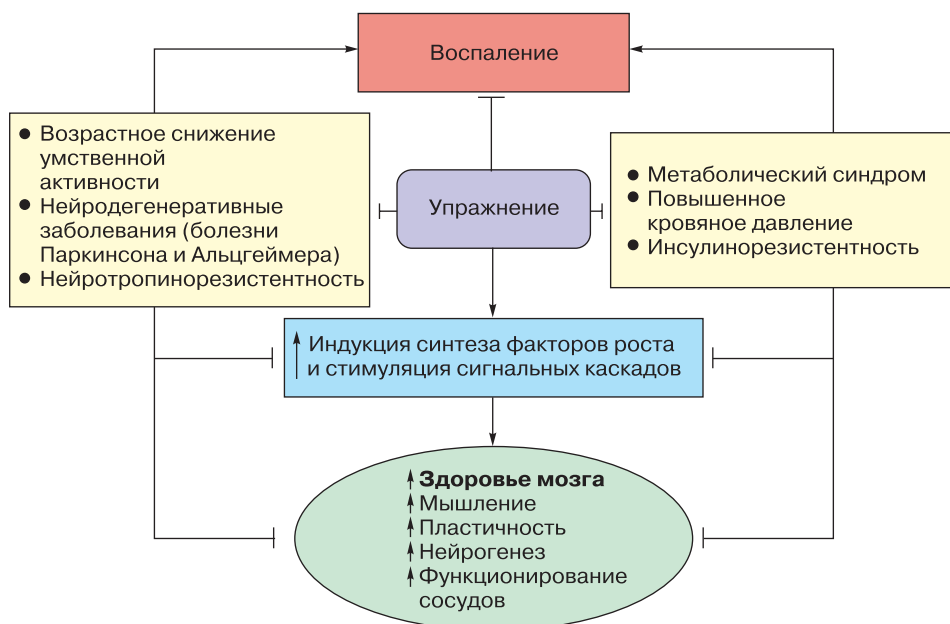 Воспаление
● Возрастное снижение
умственной
активности
● Нейродегенеративные
заболевания (болезни
Паркинсона и Альцгеймера)
● Нейротропинорезистентность
Упражнение
● Метаболический синдром
● Повышенное
кровяное давление
● Инсулинорезистентность
Индукция синтеза факторов роста
и стимуляция сигнальных каскадов
Здоровье мозга
Мышление
Пластичность
Нейрогенез
Функционирование
сосудов